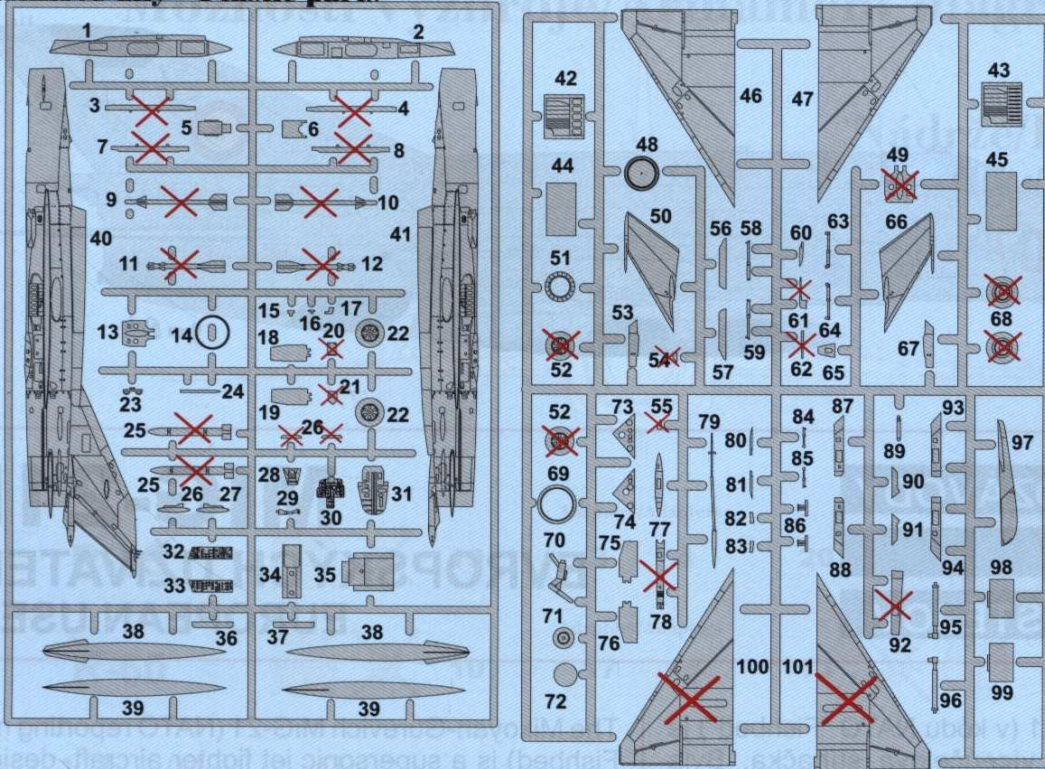 Plastic parts
1 2
3 4
5 6
7 8
9 10
40 41
11 12
15 16 17
13 14 18 20 22
19 21 22
23 24
25 26
25 26 27 28 29 30 31
32 33 34 35
38 36 37 38
39 39
42 46 47 43
44 48 49 45
50 56 58 60 63 66
51 53 61 64 68
52 54 57 59 62 65 67
52 73 55 79 84 87 93
69 80 85 89 97
74 81 90
70 75 77 82 86 91
83 88 94
71 76 78 92 95 98
72 100 101 96 99
The Mikoyan-Gurevich MiG-21 (NATO reporting
Fishbed) is a supersonic jet fighter aircraft,